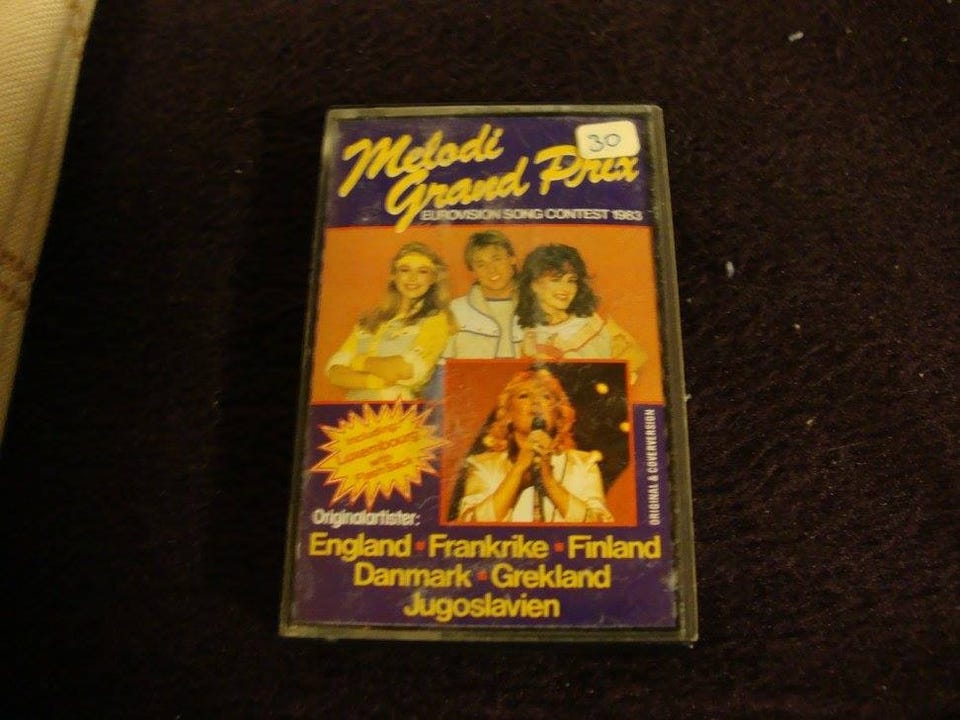 30
Melodi
Grand Prix
EUROVISION SONG CONTEST 1983
ORIGINAL & COVERVERSION
Originalartister:
England • Frankrike • Finland
Danmark • Grekland
Jugoslavien